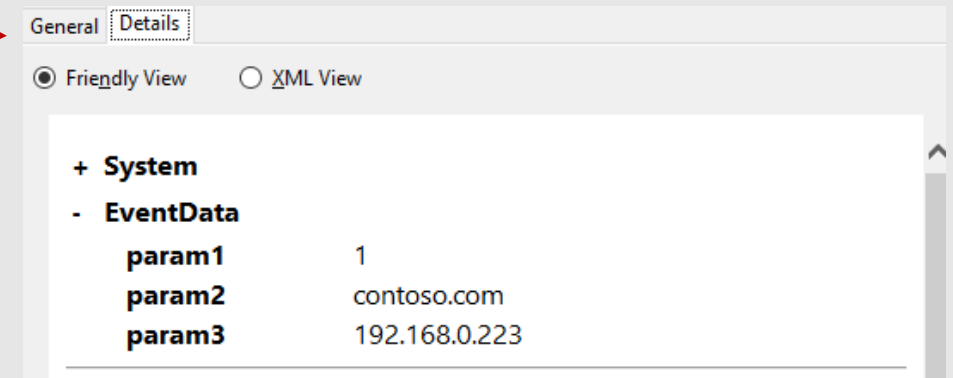 General Details
Friendly View XML View
+ System
- EventData
param1 1
param2 contoso.com
param3 192.168.0.223